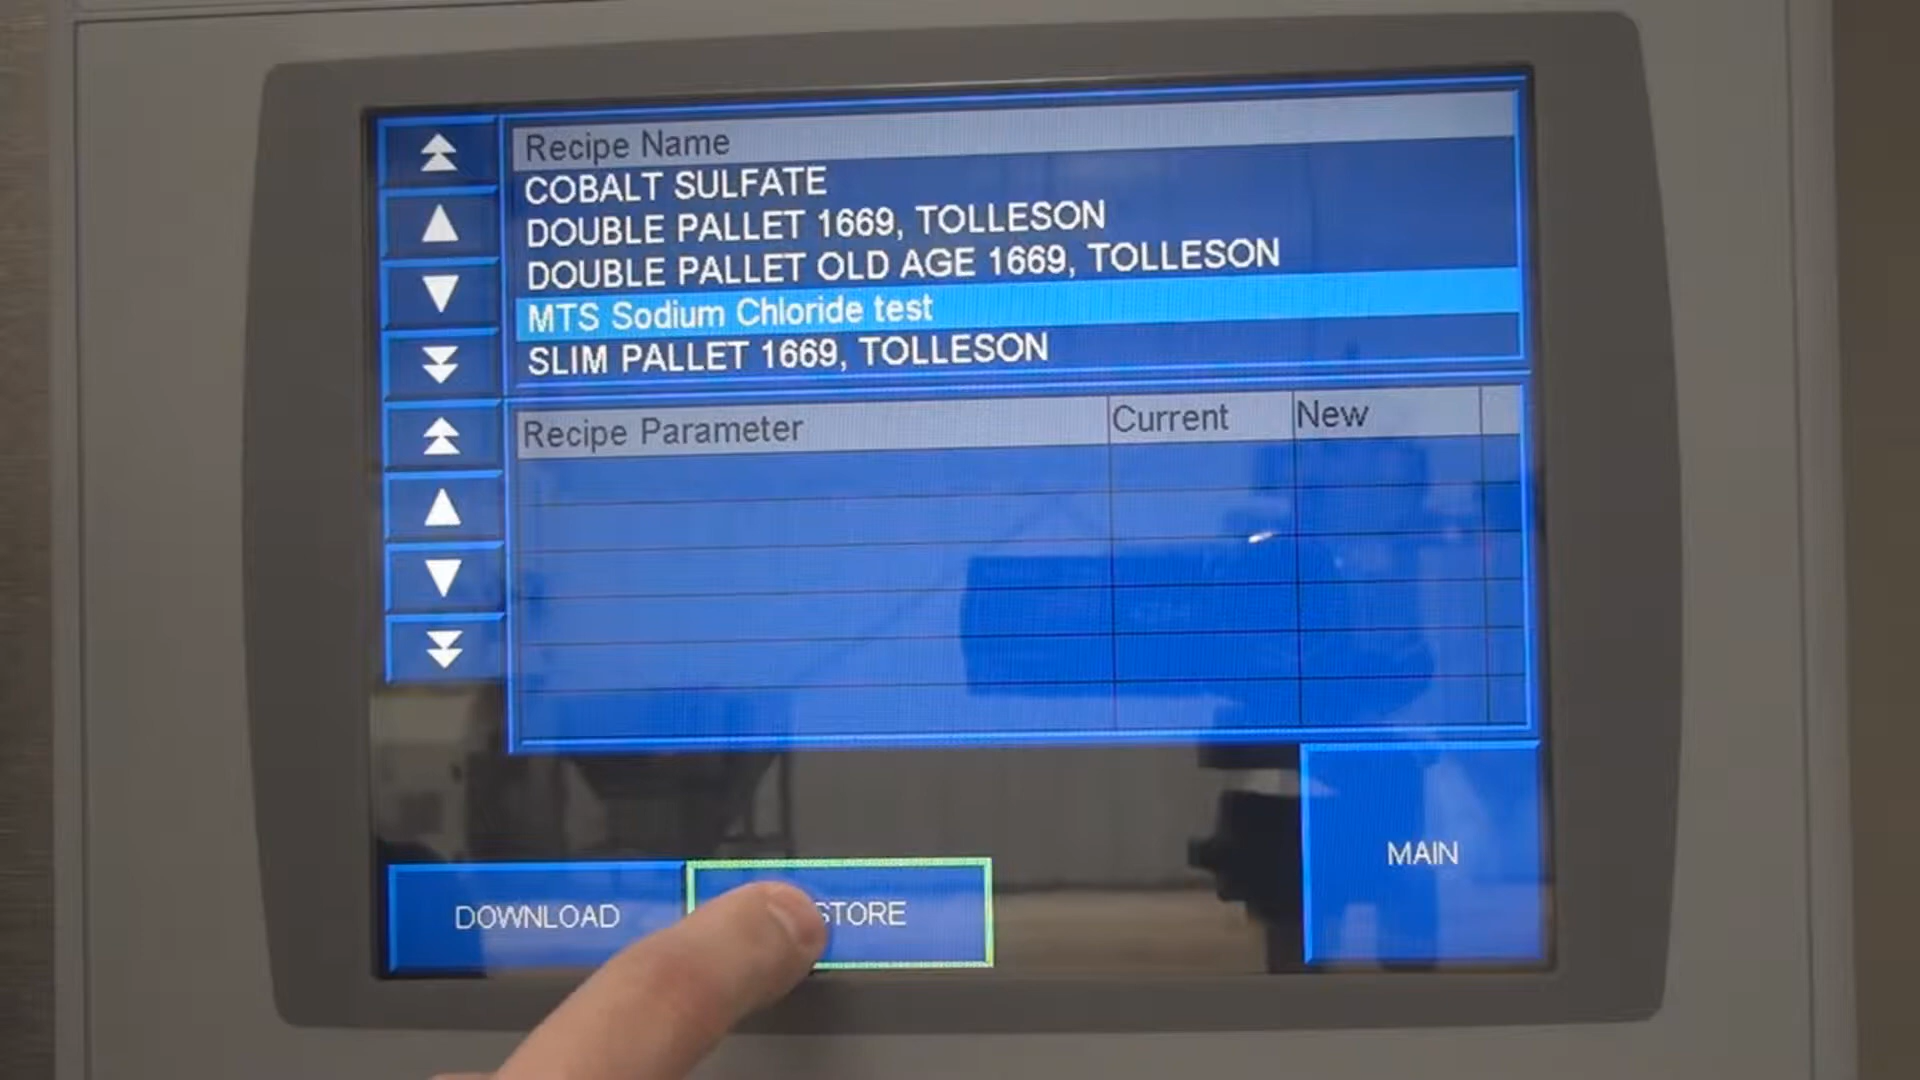 Recipe Name
COBALT SULFATE
DOUBLE PALLET 1669, TOLLESON
DOUBLE PALLET OLD AGE 1669, TOLLESON
MTS Sodium Chloride test
SLIM PALLET 1669, TOLLESON
Recipe Parameter Current New
MAIN
DOWNLOAD